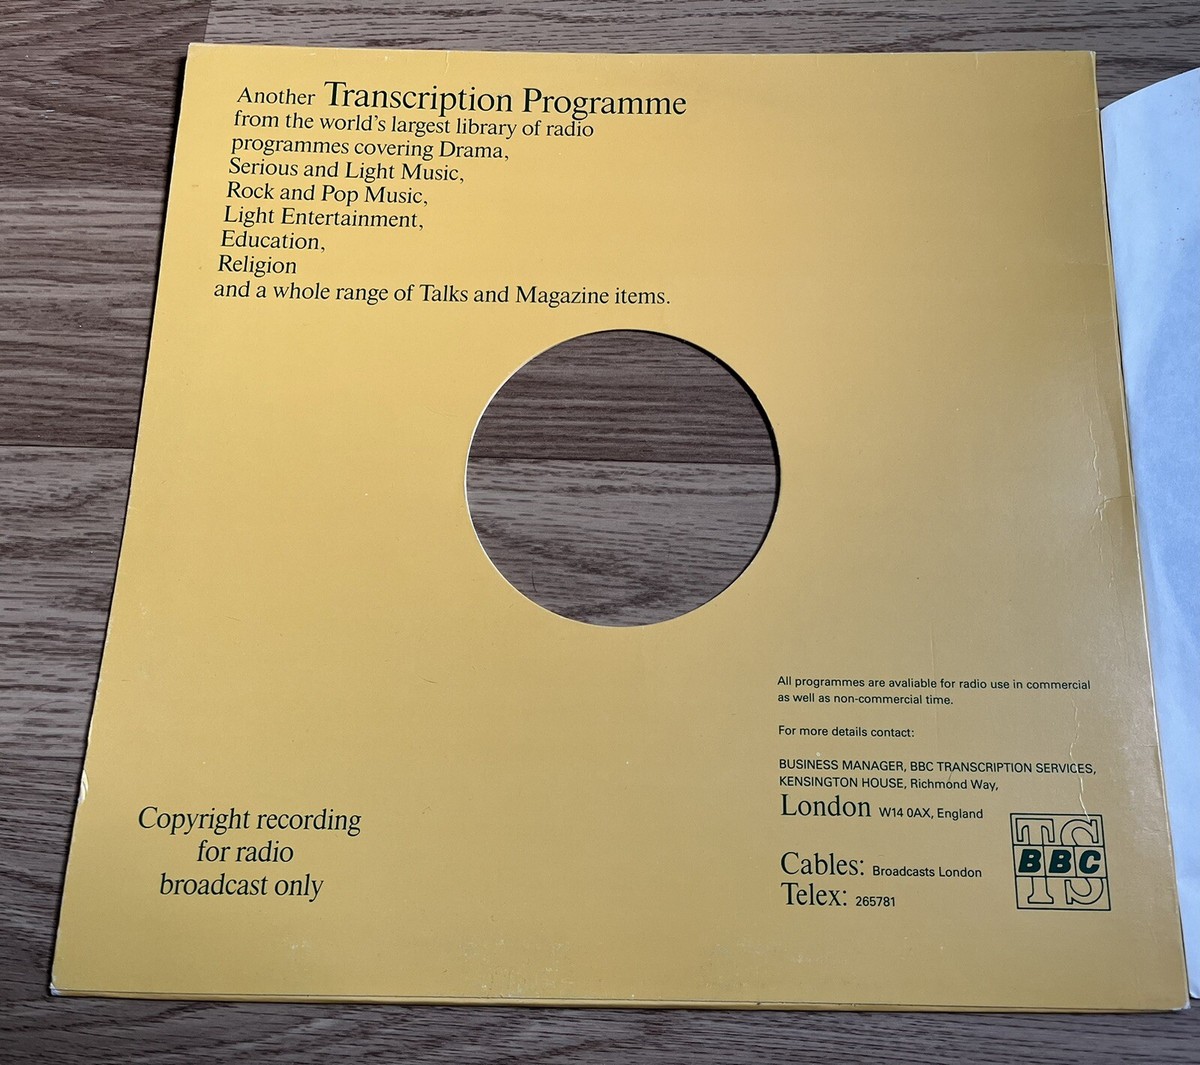 Another Transcription Programme
from the world's largest library of radio
programmes covering Drama,
Serious and Light Music,
Rock and Pop Music,
Light Entertainment,
Education,
Religion
and a whole range of Talks and Magazine items.
All programmes are avaliable for radio use in commercial
as well as non-commercial time.
For more details contact:
BUSINESS MANAGER, BBC TRANSCRIPTION SERVICES,
KENSINGTON HOUSE, Richmond Way,
London W14 0AX, England
Cables: Broadcasts London
Telex: 265781
TS
BBC
TS
Copyright recording
for radio
broadcast only